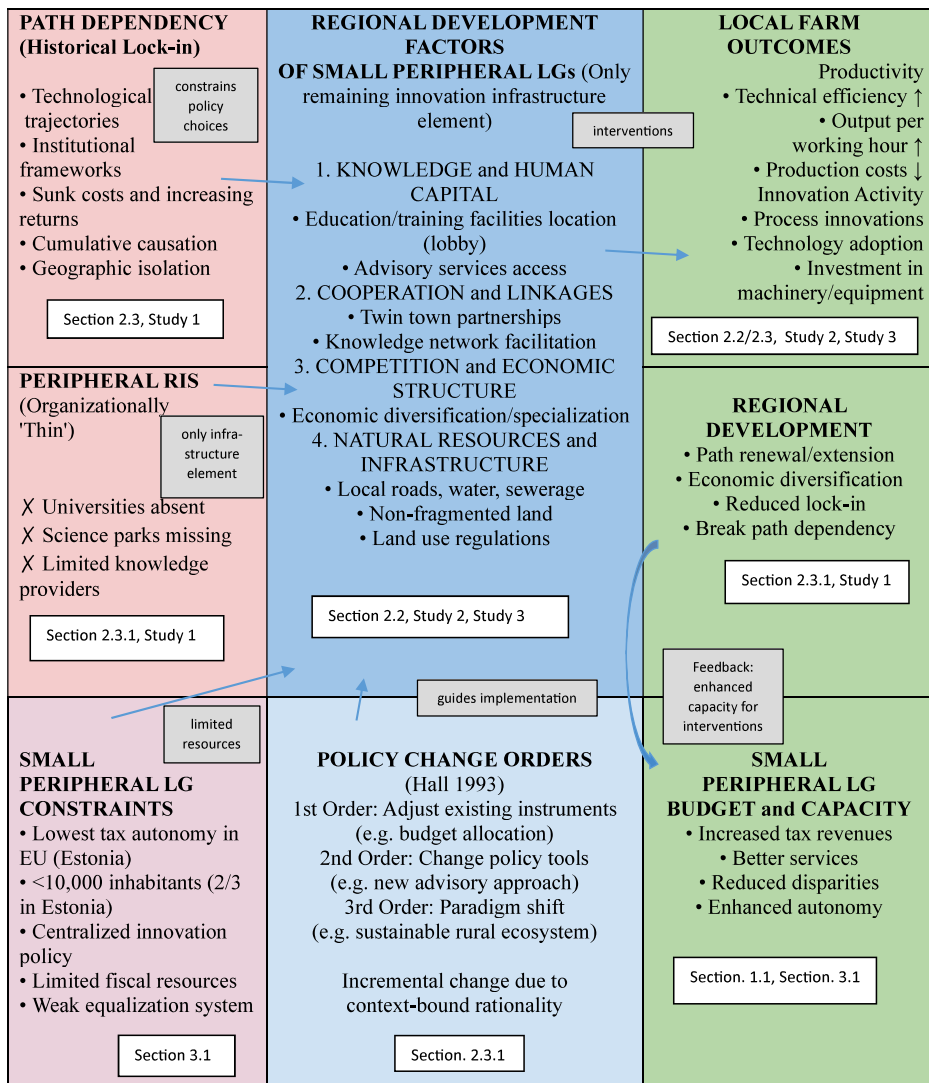 PATH DEPENDENCY
(Historical Lock-in)
constrains
policy
choices
• Technological
trajectories
• Institutional
frameworks
• Sunk costs and increasing
returns
• Cumulative causation
• Geographic isolation
Section 2.3, Study 1
REGIONAL DEVELOPMENT
FACTORS
OF SMALL PERIPHERAL LGs (Only
remaining innovation infrastructure
element)
1. KNOWLEDGE and HUMAN
CAPITAL
• Education/training facilities location
(lobby)
• Advisory services access
2. COOPERATION and LINKAGES
• Twin town partnerships
• Knowledge network facilitation
3. COMPETITION and ECONOMIC
STRUCTURE
• Economic diversification/specialization
4. NATURAL RESOURCES and
INFRASTRUCTURE
• Local roads, water, sewerage
• Non-fragmented land
• Land use regulations
Section 2.2, Study 2, Study 3
interventions
LOCAL FARM
OUTCOMES
Productivity
• Technical efficiency ↑
• Output per
working hour ↑
• Production costs ↓
Innovation Activity
• Process innovations
• Technology adoption
• Investment in
machinery/equipment
Section 2.2/2.3, Study 2, Study 3
PERIPHERAL RIS
(Organizationally
'Thin')
only infra-
structure
element
✗ Universities absent
✗ Science parks missing
✗ Limited knowledge
providers
Section 2.3.1, Study 1
REGIONAL
DEVELOPMENT
• Path renewal/extension
• Economic diversification
• Reduced lock-in
• Break path dependency
Section 2.3.1, Study 1
limited
resources
guides implementation
Feedback:
enhanced
capacity for
interventions
SMALL
PERIPHERAL LG
CONSTRAINTS
• Lowest tax autonomy in
EU (Estonia)
• <10,000 inhabitants (2/3
in Estonia)
• Centralized innovation
policy
• Limited fiscal resources
• Weak equalization system
Section 3.1
POLICY CHANGE ORDERS
(Hall 1993)
1st Order: Adjust existing instruments
(e.g. budget allocation)
2nd Order: Change policy tools
(e.g. new advisory approach)
3rd Order: Paradigm shift
(e.g. sustainable rural ecosystem)
Incremental change due to
context-bound rationality
Section. 2.3.1
SMALL
PERIPHERAL LG
BUDGET and CAPACITY
• Increased tax revenues
• Better services
• Reduced disparities
• Enhanced autonomy
Section. 1.1, Section. 3.1